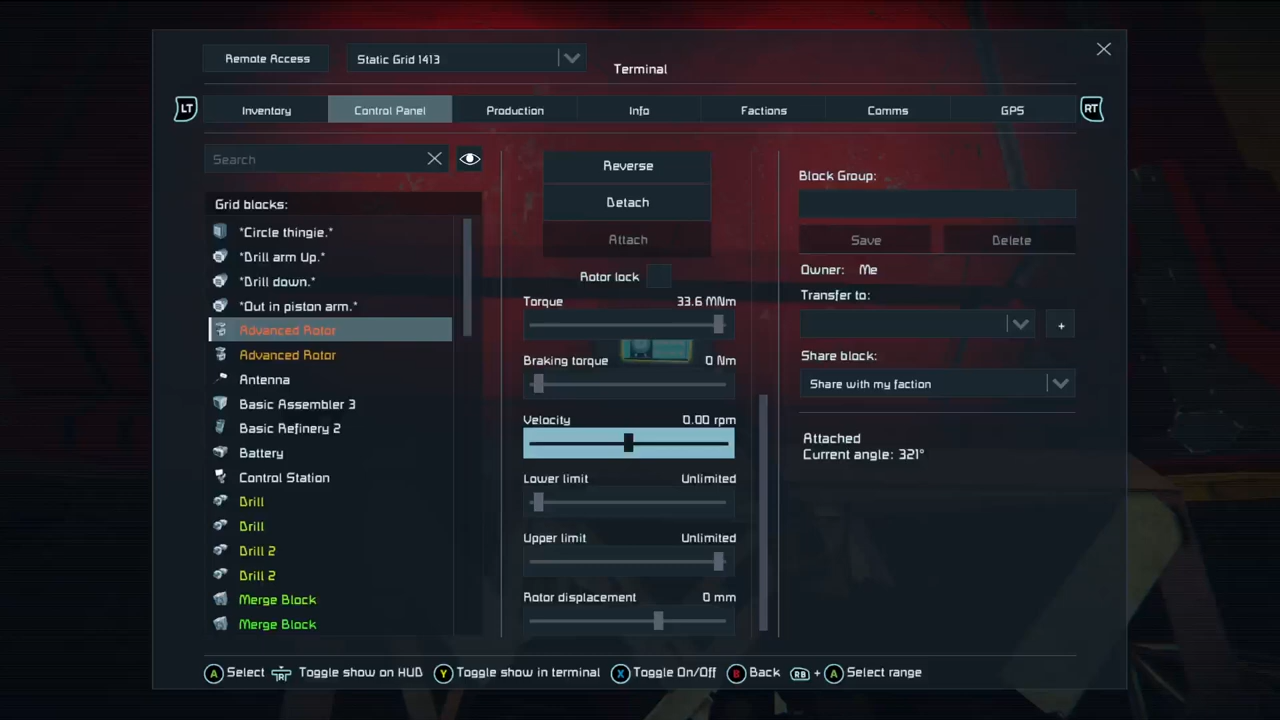 Remote Access
Static Grid 1413
Terminal
LT
Inventory
Control Panel
Production
Info
Factions
Comms
GPS
RT
Search
Grid blocks:
*Circle thingie.*
*Drill arm Up.*
*Drill down.*
*Out in piston arm.*
Advanced Rotor
Advanced Rotor
Antenna
Basic Assembler 3
Basic Refinery 2
Battery
Control Station
Drill
Drill
Drill 2
Drill 2
Merge Block
Merge Block
Reverse
Detach
Attach
Rotor lock
Torque 33.6 MNm
Braking torque 0 Nm
Velocity 0.00 rpm
Lower limit Unlimited
Upper limit Unlimited
Rotor displacement 0 mm
Block Group:
Save
Delete
Owner: Me
Transfer to:
+
Share block:
Share with my faction
Attached
Current angle: 321°
A Select R Toggle show on HUD Y Toggle show in terminal X Toggle On/Off B Back RB + A Select range